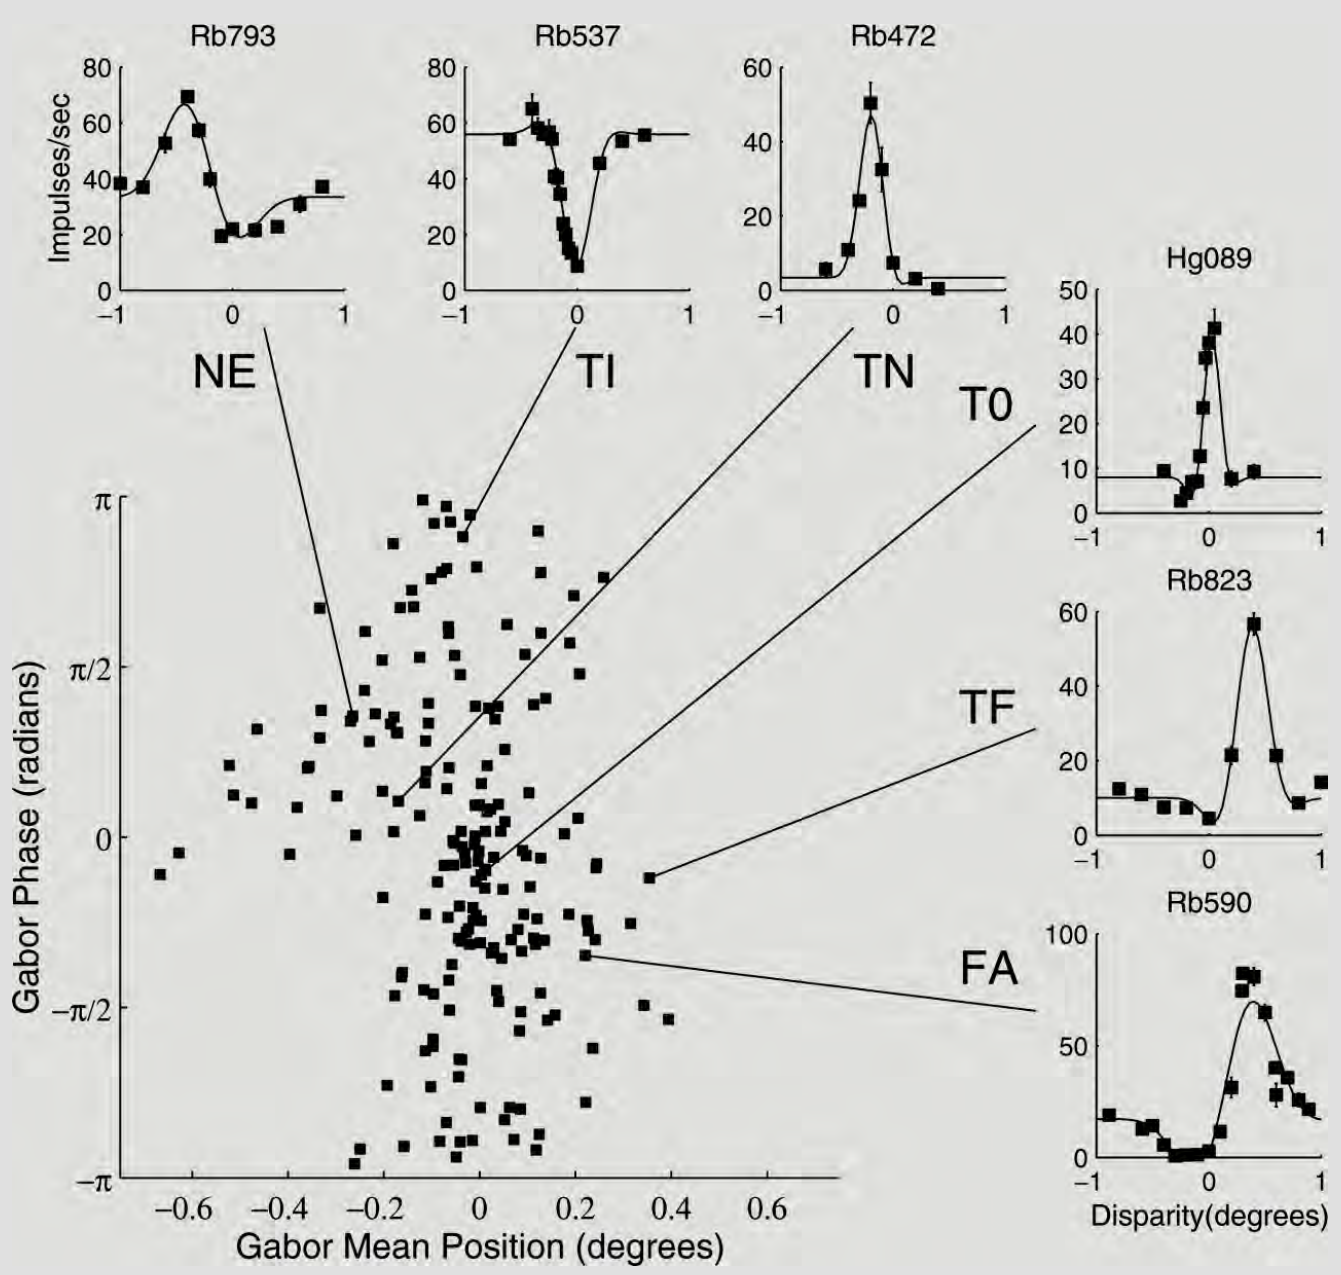 Rb793
Rb537
Rb472
Impulses/sec
80
60
40
20
0
−1
0
1
80
60
40
20
0
−1
0
1
60
40
20
0
−1
0
1
NE
TI
TN
Hg089
50
40
30
20
10
0
−1
0
1
T0
Rb823
60
40
20
0
−1
0
1
TF
Rb590
100
50
0
−1
0
1
Disparity(degrees)
FA
Gabor Phase (radians)
π
π/2
0
−π/2
−π
−0.6
−0.4
−0.2
0
0.2
0.4
0.6
Gabor Mean Position (degrees)